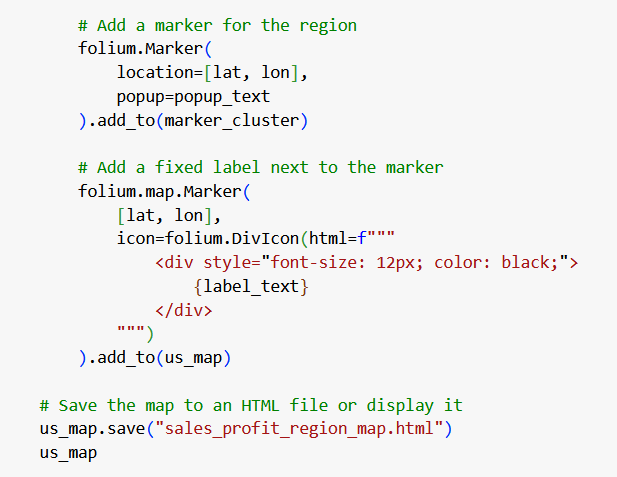 # Add a marker for the region
folium.Marker(
location=[lat, lon],
popup=popup_text
).add_to(marker_cluster)
# Add a fixed label next to the marker
folium.map.Marker(
[lat, lon],
icon=folium.DivIcon(html=f"""
<div style="font-size: 12px; color: black;">
{label_text}
</div>
""")
).add_to(us_map)
# Save the map to an HTML file or display it
us_map.save("sales_profit_region_map.html")
us_map